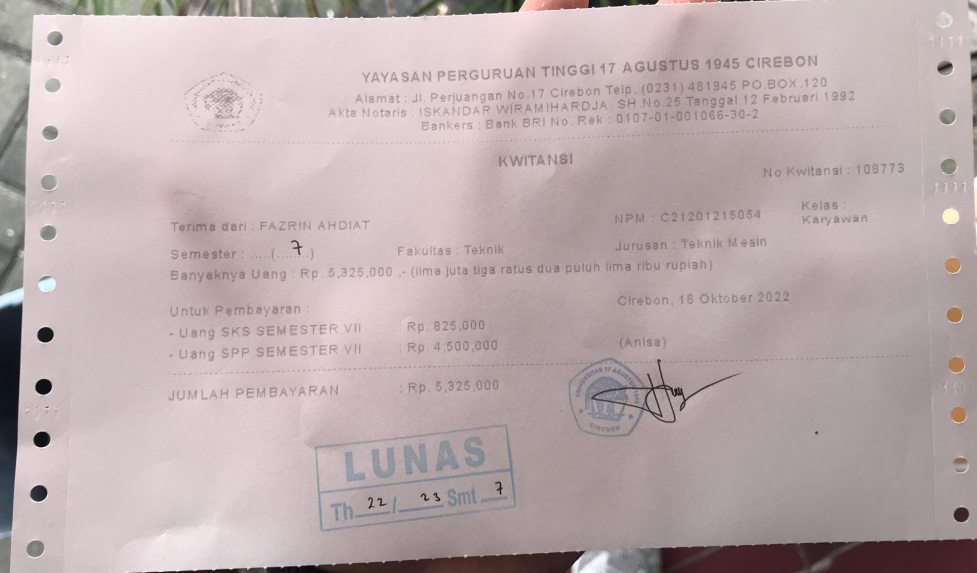 YAYASAN PERGURUAN TINGGI 17 AGUSTUS 1945 CIREBON
Alamat : Jl. Perjuangan No.17 Cirebon Telp. (0231) 481945 PO.BOX.120
Akta Notaris : ISKANDAR WIRAMIHARDJA. SH.No.25 Tanggal 12 Februari 1992
Bankers : Bank BRI No. Rek : 0107-01-001066-30-2
KWITANSI
No Kwitansi : 108773
Terima dari : FAZRIN AHDIAT
NPM : C21201215054
Kelas :
Karyawan
Semester : .....(...7...)
Fakultas : Teknik
Jurusan : Teknik Mesin
Banyaknya Uang : Rp. 5,325,000 ,- (lima juta tiga ratus dua puluh lima ribu rupiah)
Untuk Pembayaran :
Cirebon, 18 Oktober 2022
- Uang SKS SEMESTER VII : Rp. 825,000
- Uang SPP SEMESTER VII : Rp. 4,500,000
(Anisa)
JUMLAH PEMBAYARAN : Rp. 5,325,000
UNIVERSITAS 17 AGUSTUS 1945
CIREBON
LUNAS
Th 22 / 23 Smt 7